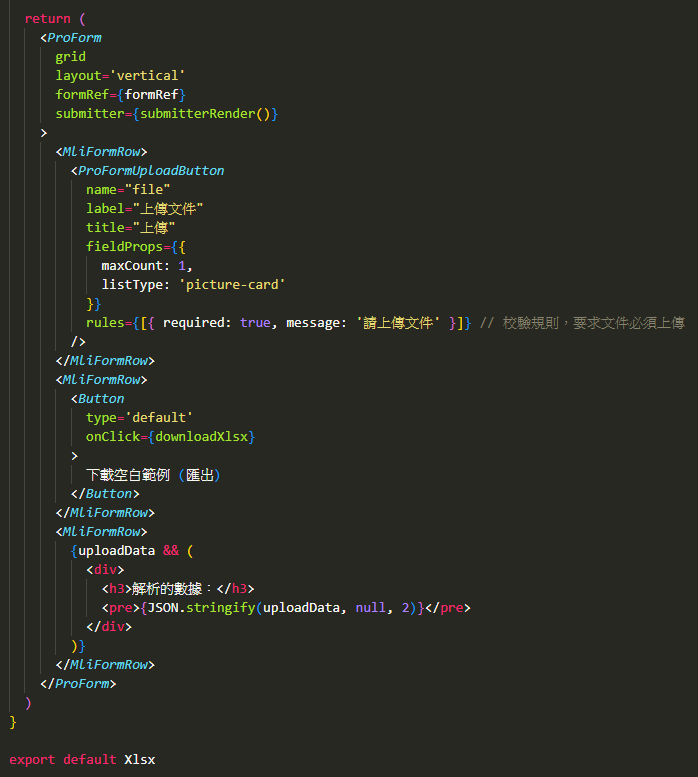 return (
<ProForm
grid
layout='vertical'
formRef={formRef}
submitter={submitterRender()}
>
<MliFormRow>
<ProFormUploadButton
name="file"
label="上傳文件"
title="上傳"
fieldProps={{
maxCount: 1,
listType: 'picture-card'
}}
rules={[{ required: true, message: '請上傳文件' }]} // 校驗規則，要求文件必須上傳
/>
</MliFormRow>
<MliFormRow>
<Button
type='default'
onClick={downloadXlsx}
>
下載空白範例 (匯出)
</Button>
</MliFormRow>
<MliFormRow>
{uploadData && (
<div>
<h3>解析的數據：</h3>
<pre>{JSON.stringify(uploadData, null, 2)}</pre>
</div>
)}
</MliFormRow>
</ProForm>
)
}
export default Xlsx